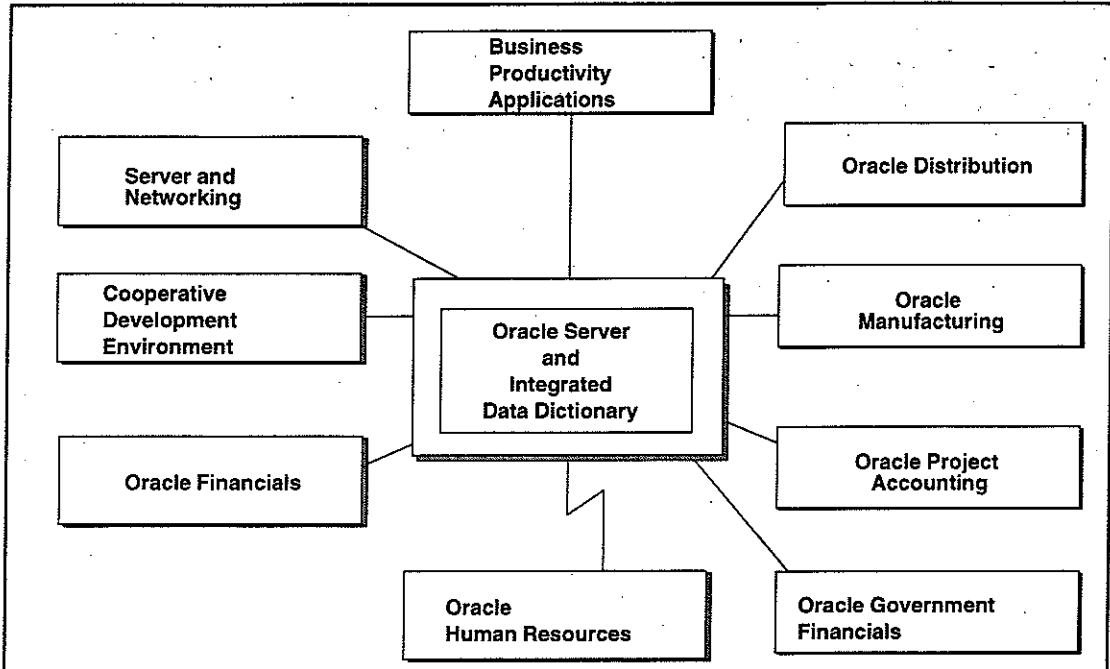 Business
Productivity
Applications
Server and
Networking
Oracle Distribution
Cooperative
Development
Environment
Oracle Server
and
Integrated
Data Dictionary
Oracle
Manufacturing
Oracle Financials
Oracle Project
Accounting
Oracle
Human Resources
Oracle Government
Financials